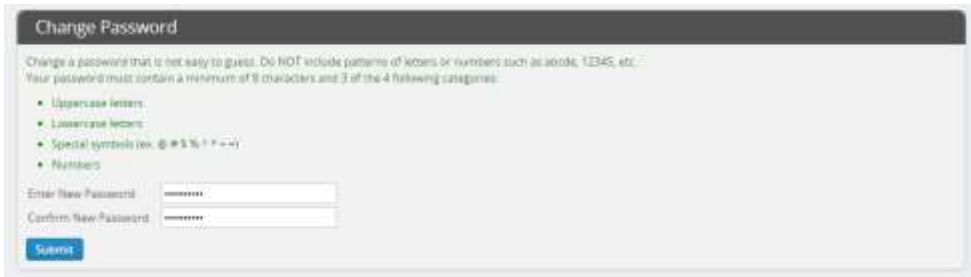 Change Password
Change a password that is not easy to guess. Do NOT include patterns of letters or numbers such as abcde, 12345, etc.
Your password must contain a minimum of 8 characters and 3 of the 4 following categories:
• Uppercase letters
• Lowercase letters
• Special symbols (ex. @ # $ %
• Numbers
Enter New Password
Confirm New Password
Submit